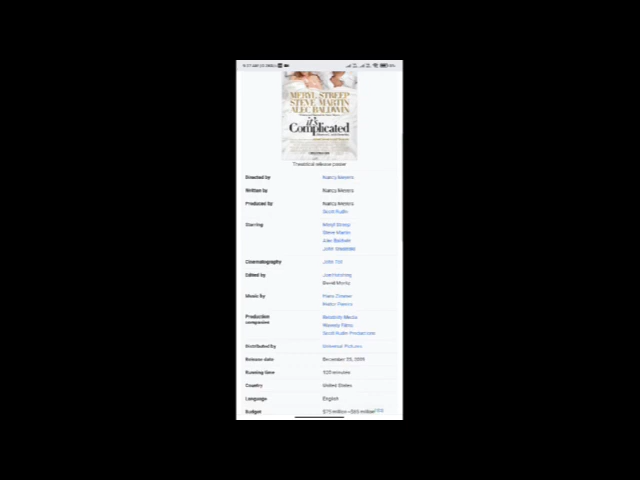 MERYL STREEP
STEVE MARTIN
ALEC BALDWIN
it's
Complicated
Theatrical release poster
Directed by Nancy Meyers
Written by Nancy Meyers
Produced by Nancy Meyers
Scott Rudin
Starring Meryl Streep
Steve Martin
Alec Baldwin
John Krasinski
Cinematography John Toll
Edited by Joe Hutshing
David Moritz
Music by Hans Zimmer
Heitor Pereira
Production
companies
Relativity Media
Waverly Films
Scott Rudin Productions
Distributed by Universal Pictures
Release date December 25, 2009
Running time 120 minutes
Country United States
Language English
Budget $75 million–$85 million